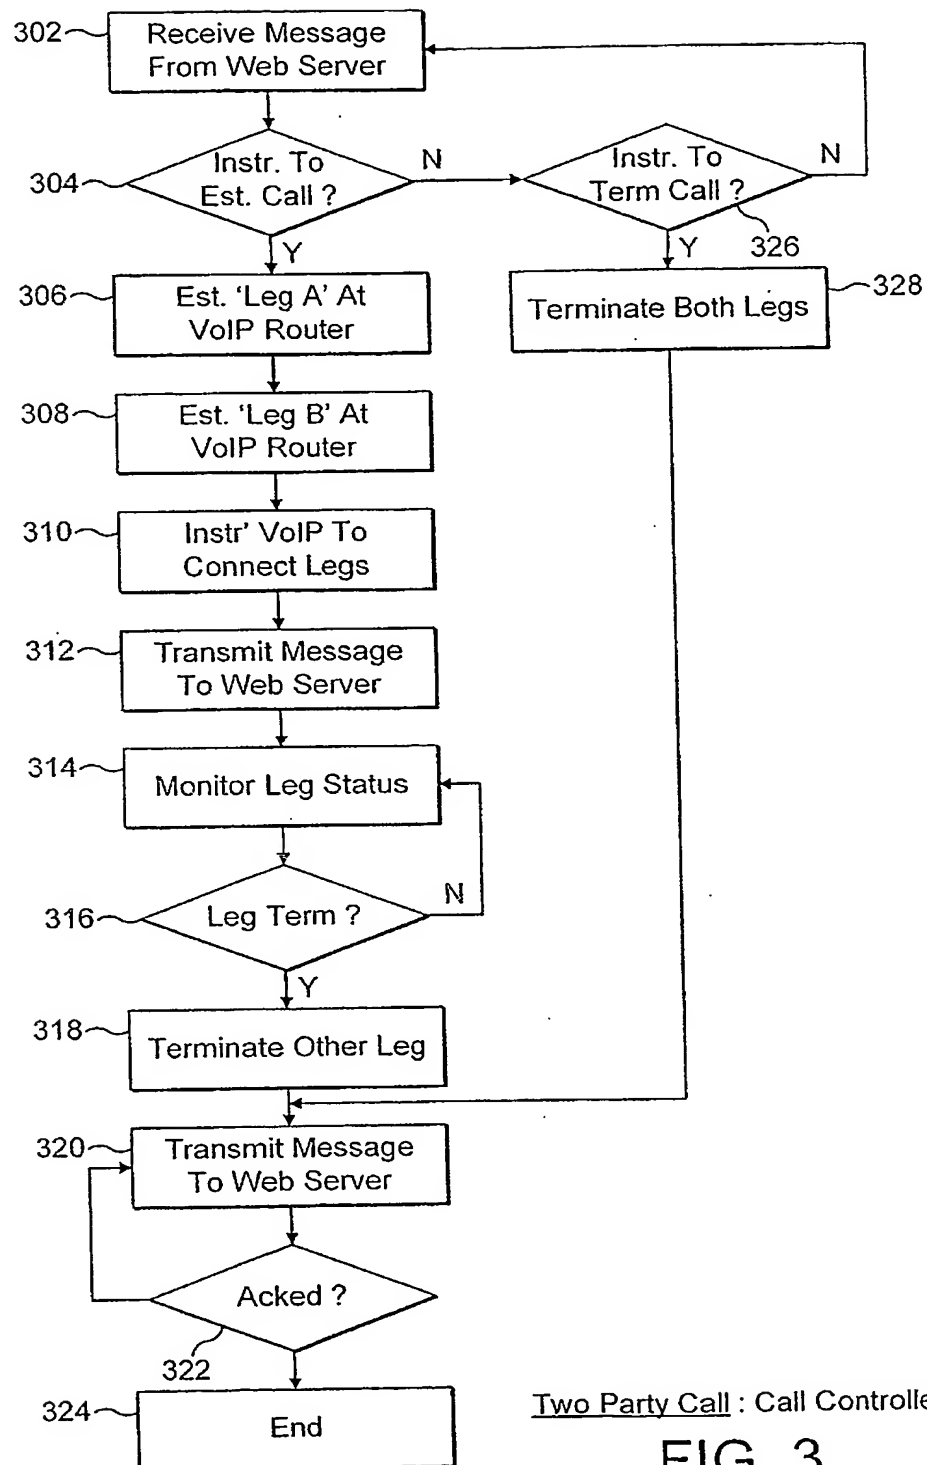 302
Receive Message
From Web Server
304
Instr. To
Est. Call ?
N
Instr. To
Term Call ?
N
326
Y
Y
306
Est. 'Leg A' At
VoIP Router
Terminate Both Legs
328
308
Est. 'Leg B' At
VoIP Router
310
Instr' VoIP To
Connect Legs
312
Transmit Message
To Web Server
314
Monitor Leg Status
316
Leg Term ?
N
Y
318
Terminate Other Leg
320
Transmit Message
To Web Server
Acked ?
322
324
End
Two Party Call : Call Controlle
FIG. 3